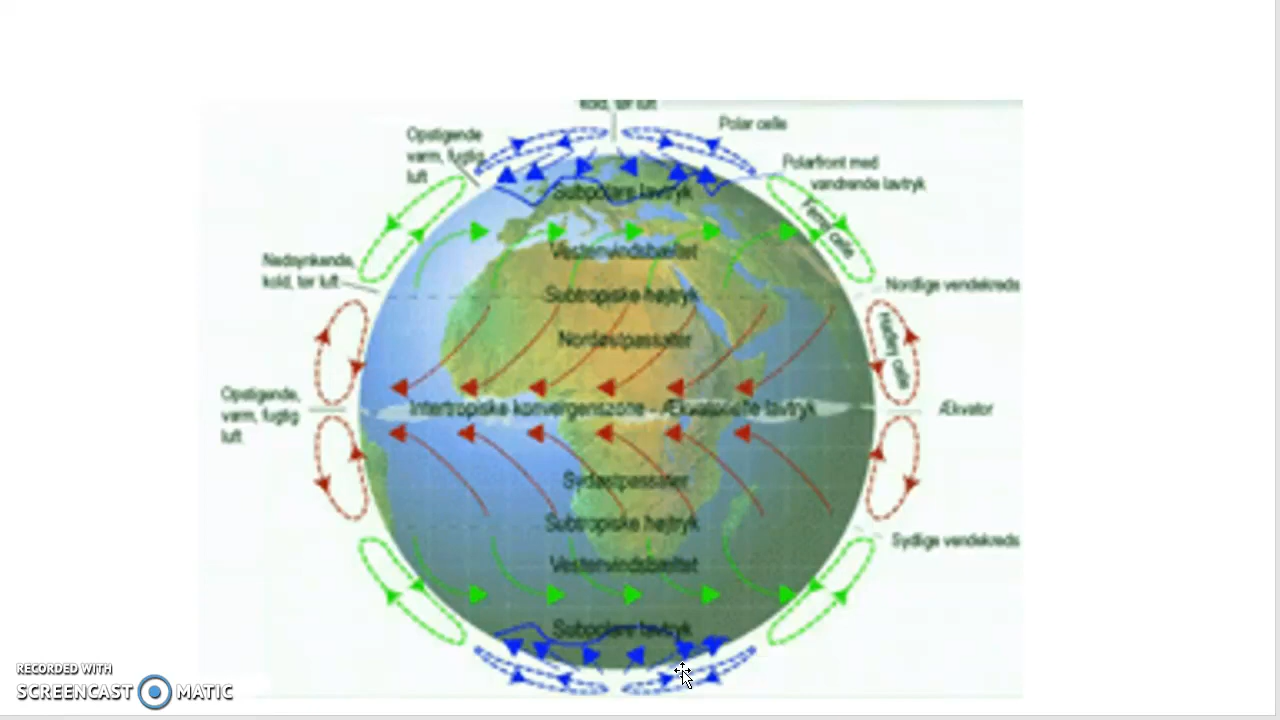 kold, tør luft
Polar celle
Opstigende
varm, fugtig
luft
Polarfront med
vandrende lavtryk
Subpolare lavtryk
Ferrel celle
Vestenvindsbæltet
Nedsynkende,
kold, tør luft
Nordlige vendekreds
Subtropiske højtryk
Hadley celle
Nordøstpassater
Opstigende,
varm, fugtig
luft
Intertropiske konvergenszone - Ækvatorielle lavtryk
Ækvator
Sydøstpassater
Subtropiske højtryk
Sydlige vendekreds
Vestenvindsbæltet
Subpolare lavtryk
RECORDED WITH
SCREENCAST MATIC